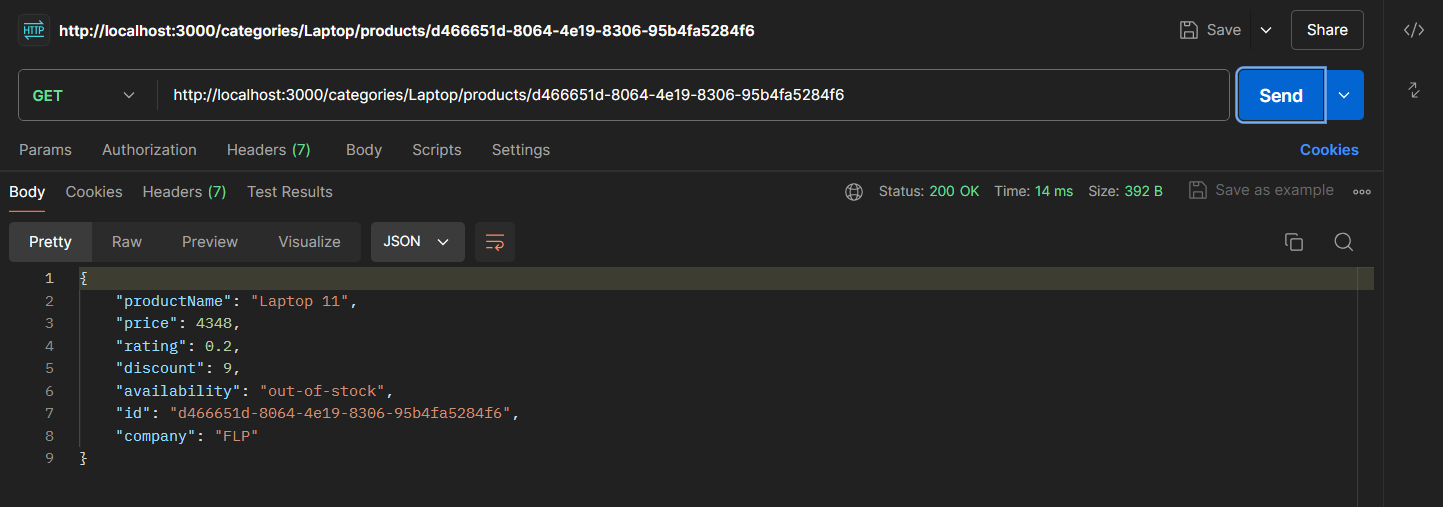 HTTP http://localhost:3000/categories/Laptop/products/d466651d-8064-4e19-8306-95b4fa5284f6 Save Share
GET http://localhost:3000/categories/Laptop/products/d466651d-8064-4e19-8306-95b4fa5284f6 Send
Params Authorization Headers (7) Body Scripts Settings Cookies
Body Cookies Headers (7) Test Results Status: 200 OK Time: 14 ms Size: 392 B Save as example
Pretty Raw Preview Visualize JSON
1 {
2 "productName": "Laptop 11",
3 "price": 4348,
4 "rating": 0.2,
5 "discount": 9,
6 "availability": "out-of-stock",
7 "id": "d466651d-8064-4e19-8306-95b4fa5284f6",
8 "company": "FLP"
9 }